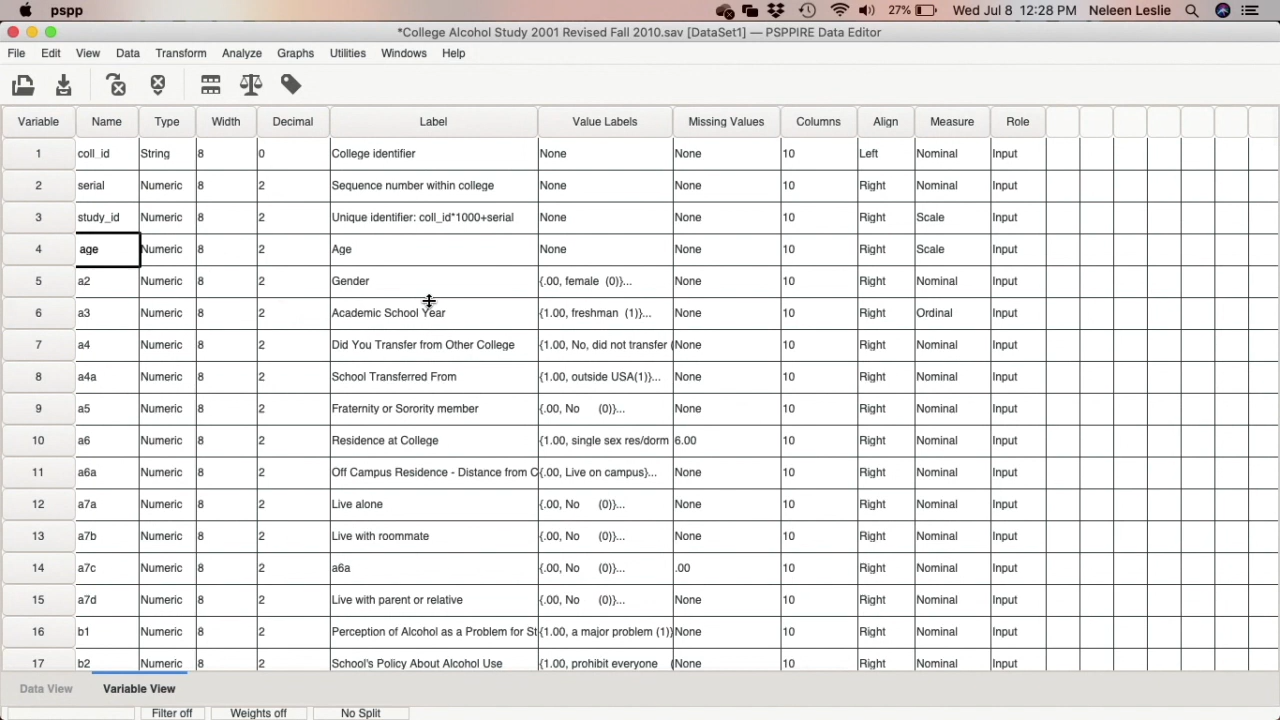 pspp 27% Wed Jul 8 12:28 PM Neleen Leslie
*College Alcohol Study 2001 Revised Fall 2010.sav [DataSet1] — PSPPIRE Data Editor
File Edit View Data Transform Analyze Graphs Utilities Windows Help
Variable Name Type Width Decimal Label Value Labels Missing Values Columns Align Measure Role
1 coll_id String 8 0 College identifier None None 10 Left Nominal Input
2 serial Numeric 8 2 Sequence number within college None None 10 Right Nominal Input
3 study_id Numeric 8 2 Unique identifier: coll_id*1000+serial None None 10 Right Scale Input
4 age Numeric 8 2 Age None None 10 Right Scale Input
5 a2 Numeric 8 2 Gender {.00, female (0)}... None 10 Right Nominal Input
6 a3 Numeric 8 2 Academic School Year {1.00, freshman (1)}... None 10 Right Ordinal Input
7 a4 Numeric 8 2 Did You Transfer from Other College {1.00, No, did not transfer ( None 10 Right Nominal Input
8 a4a Numeric 8 2 School Transferred From {1.00, outside USA(1)}... None 10 Right Nominal Input
9 a5 Numeric 8 2 Fraternity or Sorority member {.00, No (0)}... None 10 Right Nominal Input
10 a6 Numeric 8 2 Residence at College {1.00, single sex res/dorm 6.00 10 Right Nominal Input
11 a6a Numeric 8 2 Off Campus Residence - Distance from C {.00, Live on campus}... None 10 Right Nominal Input
12 a7a Numeric 8 2 Live alone {.00, No (0)}... None 10 Right Nominal Input
13 a7b Numeric 8 2 Live with roommate {.00, No (0)}... None 10 Right Nominal Input
14 a7c Numeric 8 2 a6a {.00, No (0)}... .00 10 Right Nominal Input
15 a7d Numeric 8 2 Live with parent or relative {.00, No (0)}... None 10 Right Nominal Input
16 b1 Numeric 8 2 Perception of Alcohol as a Problem for St {1.00, a major problem (1)} None 10 Right Nominal Input
17 b2 Numeric 8 2 School's Policy About Alcohol Use {1.00, prohibit everyone ( None 10 Right Nominal Input
Data View Variable View
Filter off Weights off No Split